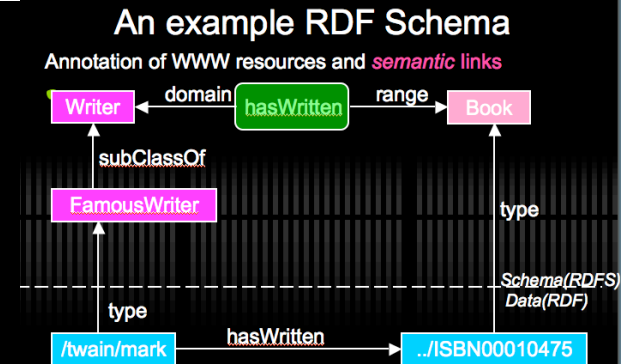 An example RDF Schema
Annotation of WWW resources and semantic links
Writer domain hasWritten range Book
subClassOf
FamousWriter
type
Schema(RDFS)
Data(RDF)
type
/twain/mark hasWritten ../ISBN00010475